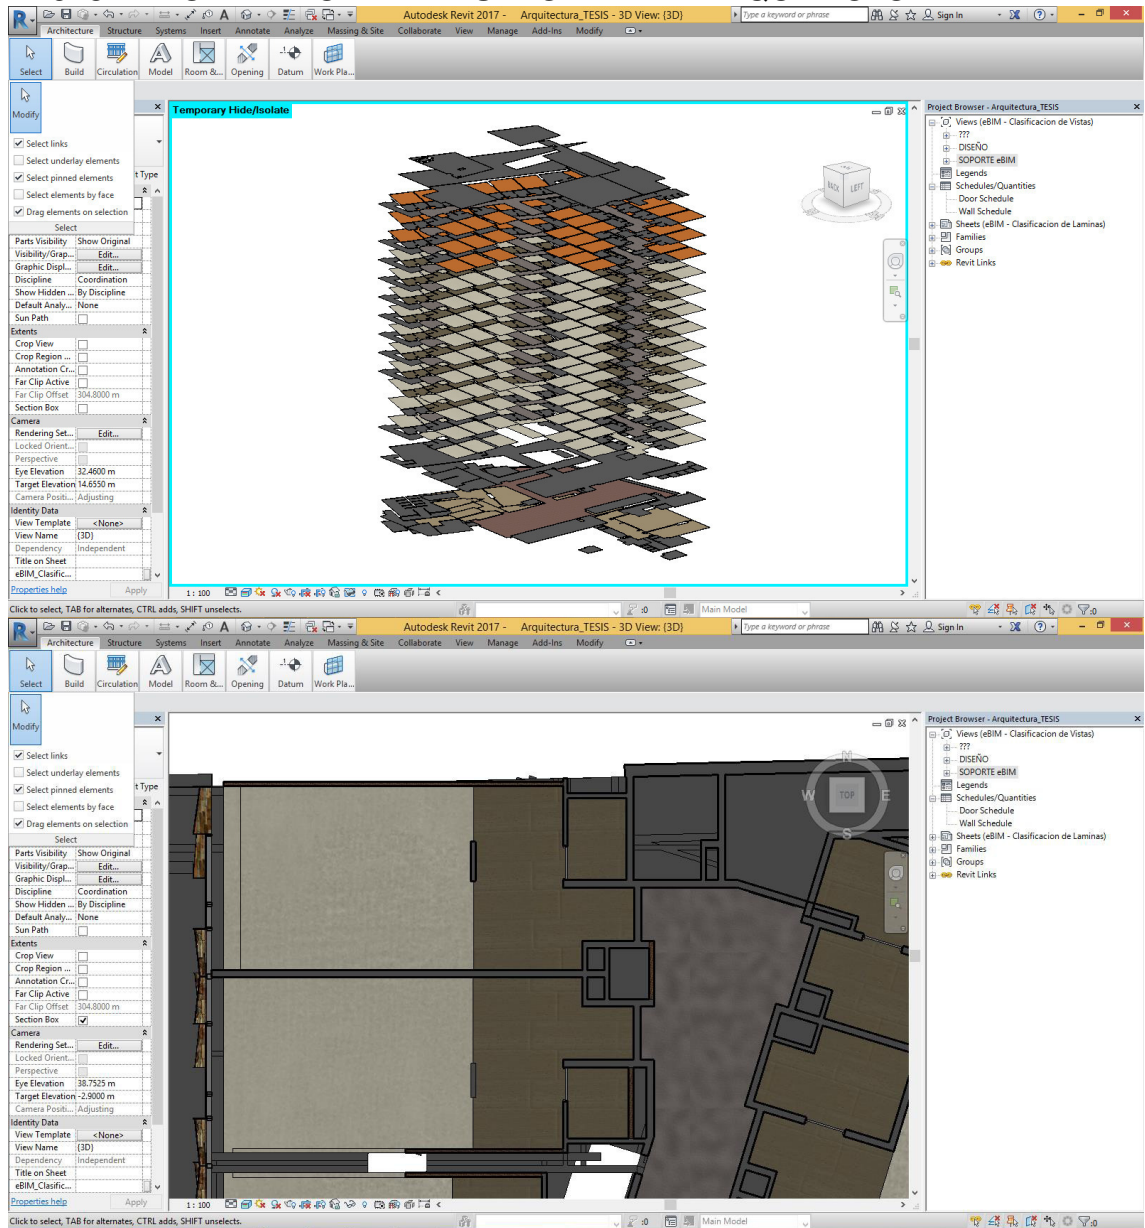 Autodesk Revit 2017 - Arquitectura_TESIS - 3D View: {3D}
Type a keyword or phrase
Sign In
Architecture Structure Systems Insert Annotate Analyze Massing & Site Collaborate View Manage Add-Ins Modify
Select Build Circulation Model Room &... Opening Datum Work Pla...
Modify
Select links
Select underlay elements
Select pinned elements
t Type
Select elements by face
Drag elements on selection
Select
Parts Visibility Show Original
Visibility/Grap... Edit...
Graphic Displ... Edit...
Discipline Coordination
Show Hidden ... By Discipline
Default Analy... None
Sun Path
Extents
Crop View
Crop Region ...
Annotation Cr...
Far Clip Active
Far Clip Offset 304.8000 m
Section Box
Camera
Rendering Set... Edit...
Locked Orient...
Perspective
Eye Elevation 32.4600 m
Target Elevation 14.6550 m
Camera Positi... Adjusting
Identity Data
View Template <None>
View Name {3D}
Dependency Independent
Title on Sheet
eBIM_Clasific...
Properties help Apply
Temporary Hide/Isolate
BACK LEFT
Project Browser - Arquitectura_TESIS
Views (eBIM - Clasificacion de Vistas)
???
DISEÑO
SOPORTE eBIM
Legends
Schedules/Quantities
Door Schedule
Wall Schedule
Sheets (eBIM - Clasificacion de Laminas)
Families
Groups
Revit Links
1 : 100
Click to select, TAB for alternates, CTRL adds, SHIFT unselects.
:0
Main Model
:0
Autodesk Revit 2017 - Arquitectura_TESIS - 3D View: {3D}
Type a keyword or phrase
Sign In
Architecture Structure Systems Insert Annotate Analyze Massing & Site Collaborate View Manage Add-Ins Modify
Select Build Circulation Model Room &... Opening Datum Work Pla...
Modify
Select links
Select underlay elements
Select pinned elements
t Type
Select elements by face
Drag elements on selection
Select
Parts Visibility Show Original
Visibility/Grap... Edit...
Graphic Displ... Edit...
Discipline Coordination
Show Hidden ... By Discipline
Default Analy... None
Sun Path
Extents
Crop View
Crop Region ...
Annotation Cr...
Far Clip Active
Far Clip Offset 304.8000 m
Section Box
Camera
Rendering Set... Edit...
Locked Orient...
Perspective
Eye Elevation 38.7525 m
Target Elevation -2.9000 m
Camera Positi... Adjusting
Identity Data
View Template <None>
View Name {3D}
Dependency Independent
Title on Sheet
eBIM_Clasific...
Properties help Apply
N
W TOP E
S
Project Browser - Arquitectura_TESIS
Views (eBIM - Clasificacion de Vistas)
???
DISEÑO
SOPORTE eBIM
Legends
Schedules/Quantities
Door Schedule
Wall Schedule
Sheets (eBIM - Clasificacion de Laminas)
Families
Groups
Revit Links
1 : 100
Click to select, TAB for alternates, CTRL adds, SHIFT unselects.
:0
Main Model
:0